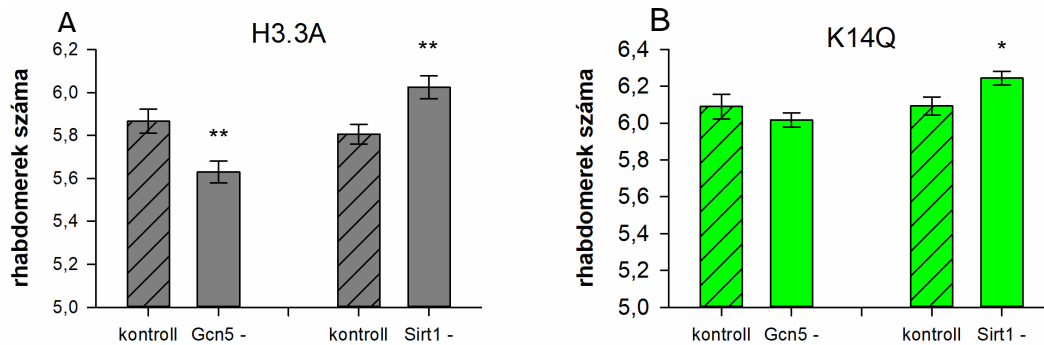 A
H3.3A
rhabdomerek száma
6,2
6,0
5,8
5,6
5,4
5,2
5,0
**
**
kontroll Gcn5 - kontroll Sirt1 -
B
K14Q
rhabdomerek száma
6,4
6,2
6,0
5,8
5,6
5,4
5,2
5,0
*
kontroll Gcn5 - kontroll Sirt1 -